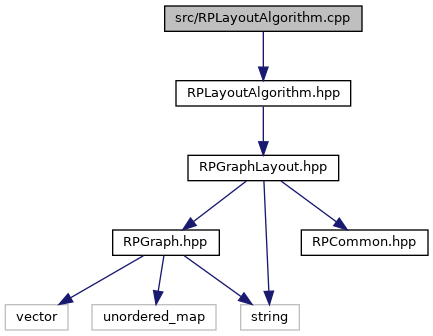 src/RPLayoutAlgorithm.cpp
RPLayoutAlgorithm.hpp
RPGraphLayout.hpp
RPGraph.hpp
RPCommon.hpp
vector
unordered_map
string